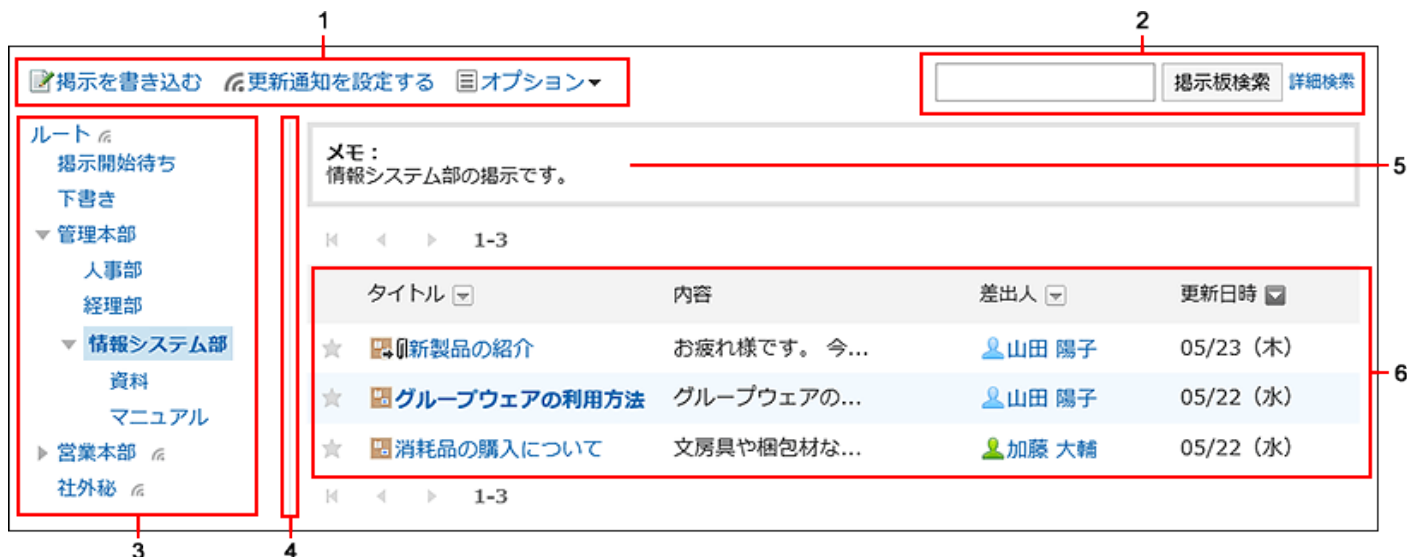 1 2
掲示を書き込む 更新通知を設定する オプション
掲示板検索 詳細検索
ルート
掲示開始待ち
下書き
管理本部
人事部
経理部
情報システム部
資料
マニュアル
営業本部
社外秘
3
4
メモ：
情報システム部の掲示です。
5
1-3
タイトル 内容 差出人 更新日時
新製品の紹介 お疲れ様です。 今... 山田 陽子 05/23（木）
グループウェアの利用方法 グループウェアの... 山田 陽子 05/22（水）
消耗品の購入について 文房具や梱包材な... 加藤 大輔 05/22（水）
6
1-3